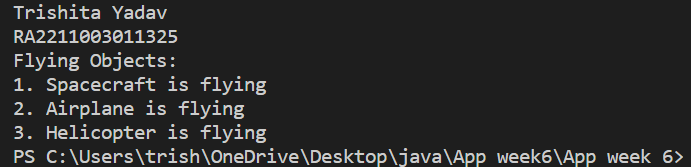 Trishita Yadav
RA2211003011325
Flying Objects:
1. Spacecraft is flying
2. Airplane is flying
3. Helicopter is flying
PS C:\Users\trish\OneDrive\Desktop\java\App week6\App week 6>